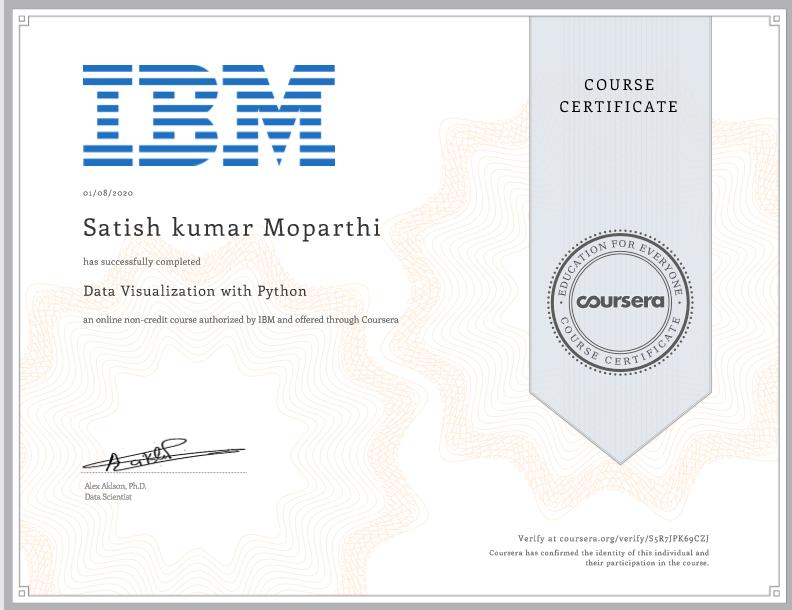 IBM
COURSE
CERTIFICATE
01/08/2020
Satish kumar Moparthi
has successfully completed
Data Visualization with Python
an online non-credit course authorized by IBM and offered through Coursera
EDUCATION FOR EVERYONE
coursera
COURSE CERTIFICATE
Alex Aklson, Ph.D.
Data Scientist
Verify at coursera.org/verify/S5R7JPK69CZJ
Coursera has confirmed the identity of this individual and
their participation in the course.